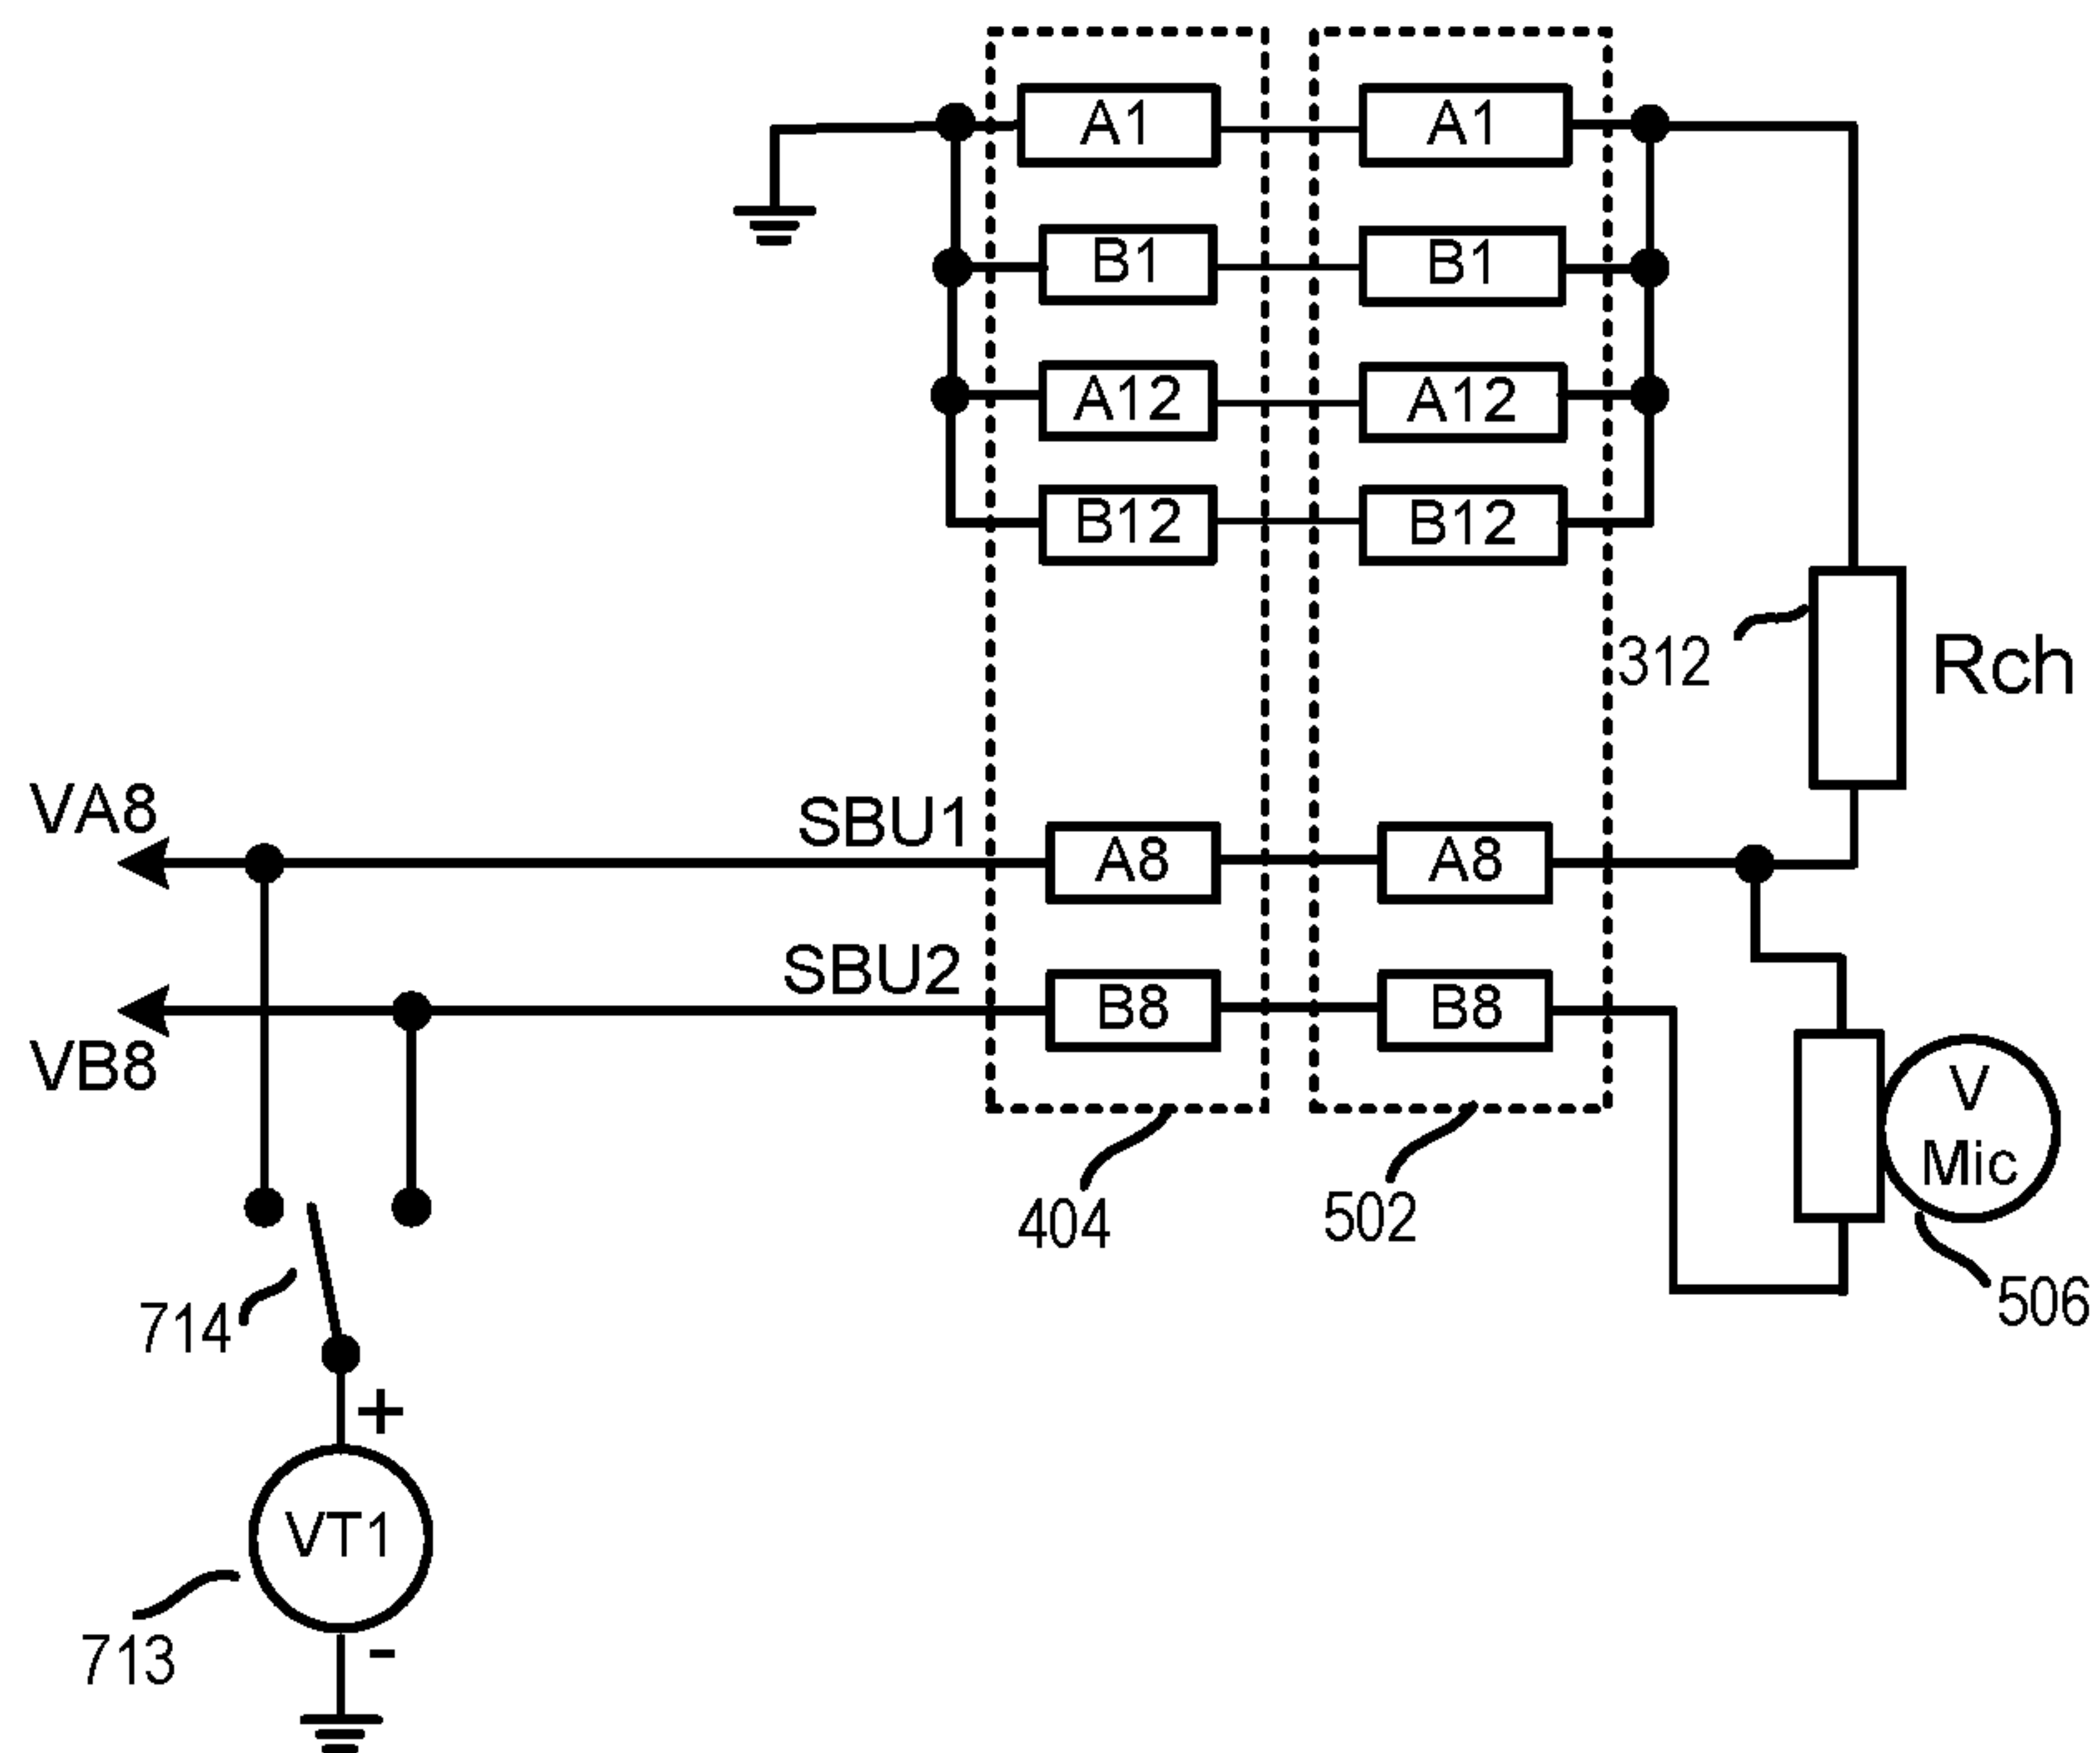 A1 A1
B1 B1
A12 A12
B12 B12
312 Rch
VA8 SBU1 A8 A8
SBU2 B8 B8
VB8
V
Mic
404 502
506
714
+
VT1
713 -